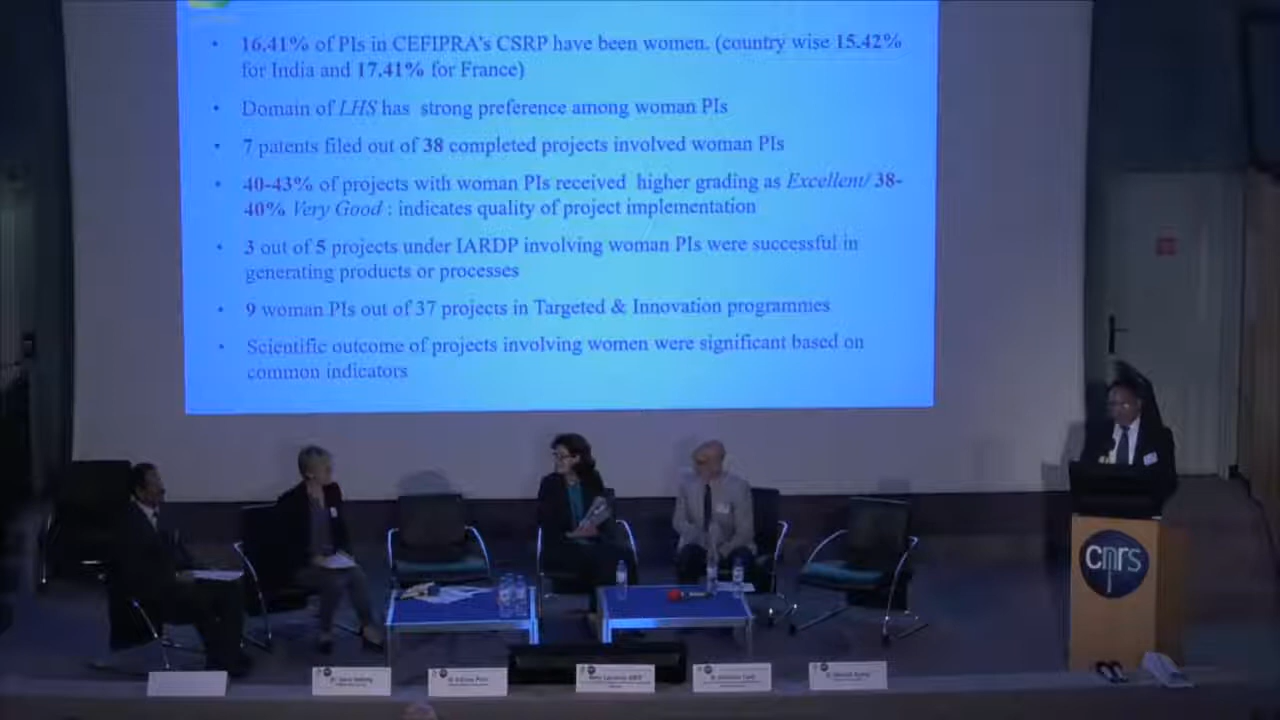 • 16.41% of PIs in CEFIPRA's CSRP have been women. (country wise 15.42%
for India and 17.41% for France)
• Domain of LHS has strong preference among woman PIs
• 7 patents filed out of 38 completed projects involved woman PIs
• 40-43% of projects with woman PIs received higher grading as Excellent/ 38-
40% Very Good : indicates quality of project implementation
• 3 out of 5 projects under IARDP involving woman PIs were successful in
generating products or processes
• 9 woman PIs out of 37 projects in Targeted & Innovation programmes
• Scientific outcome of projects involving women were significant based on
common indicators
cnrs